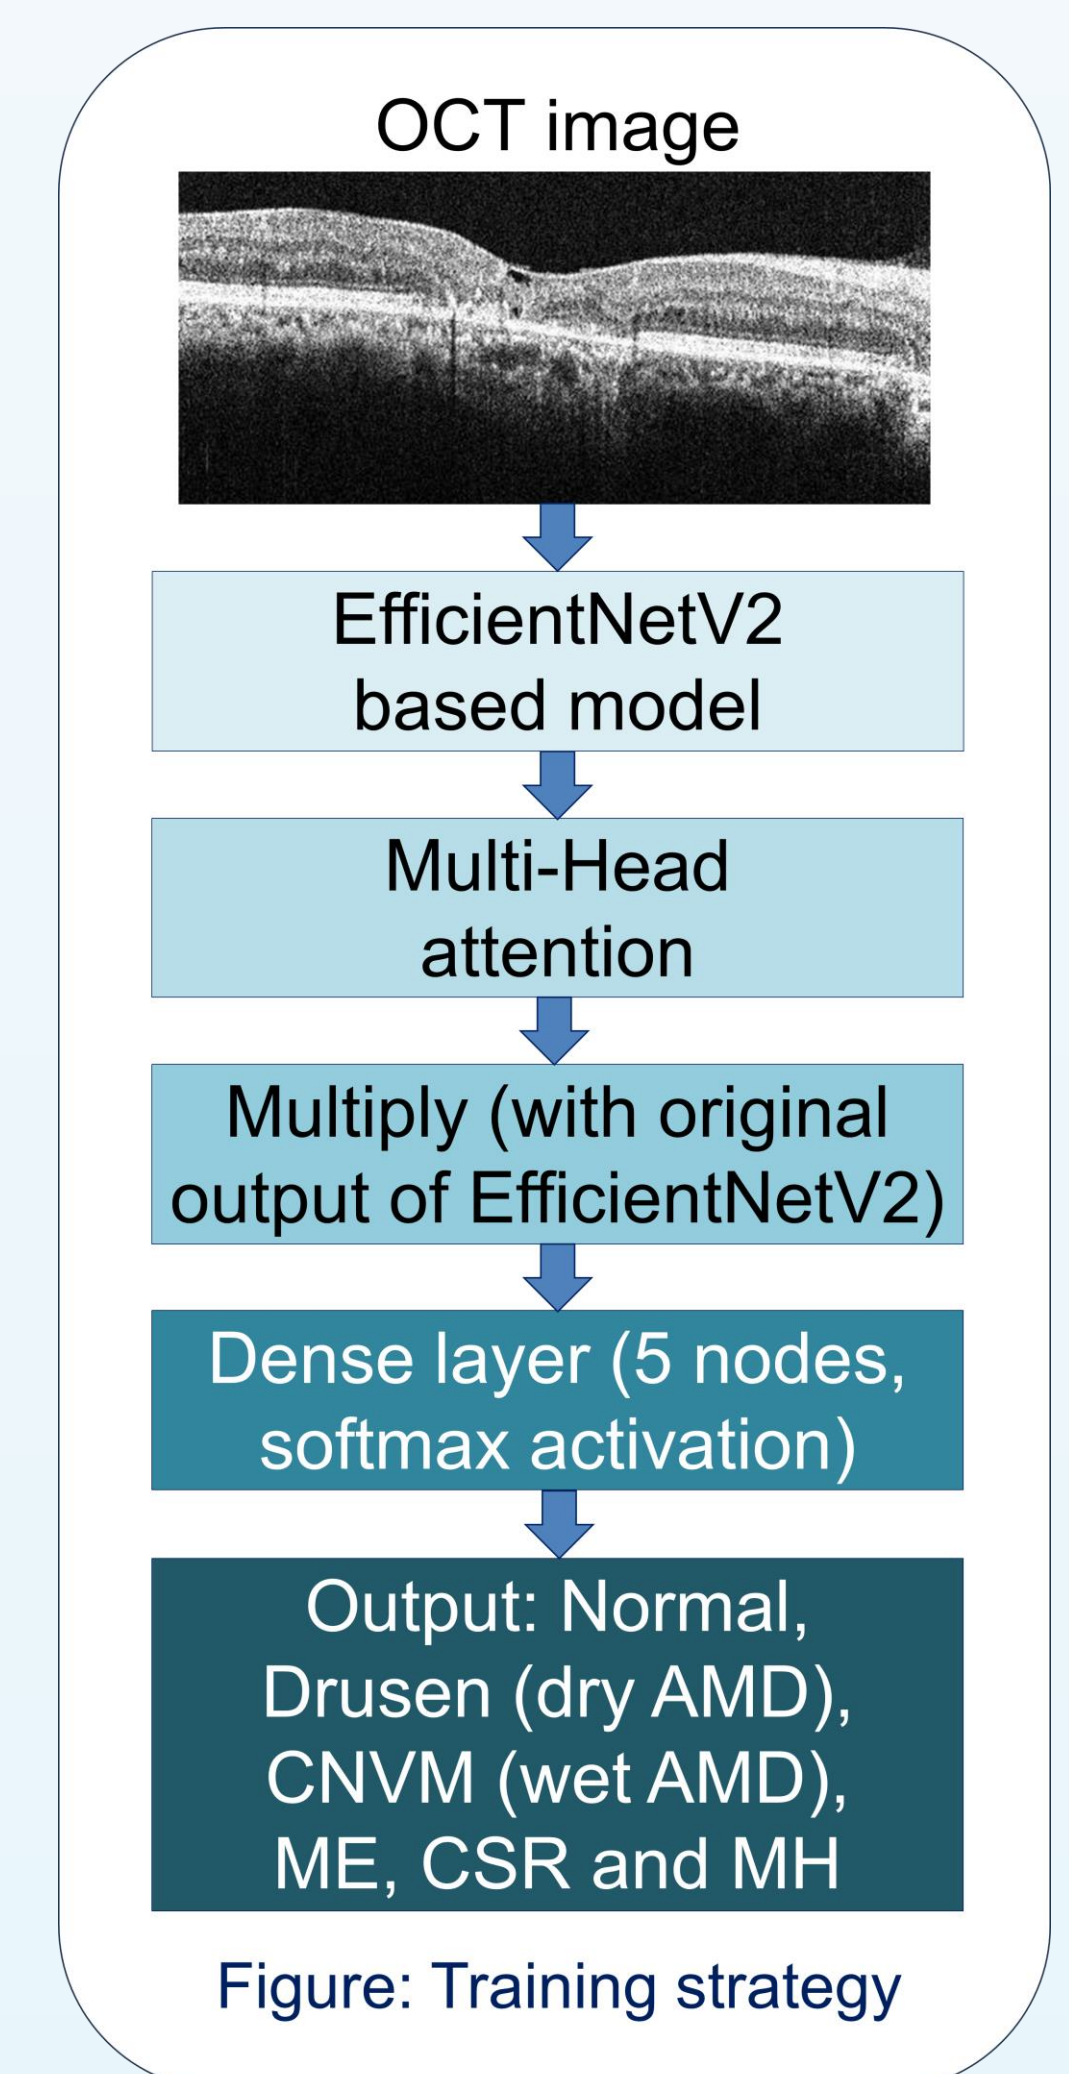 OCT image
EfficientNetV2
based model
Multi-Head
attention
Multiply (with original
output of EfficientNetV2)
Dense layer (5 nodes,
softmax activation)
Output: Normal,
Drusen (dry AMD),
CNVM (wet AMD),
ME, CSR and MH
Figure: Training strategy